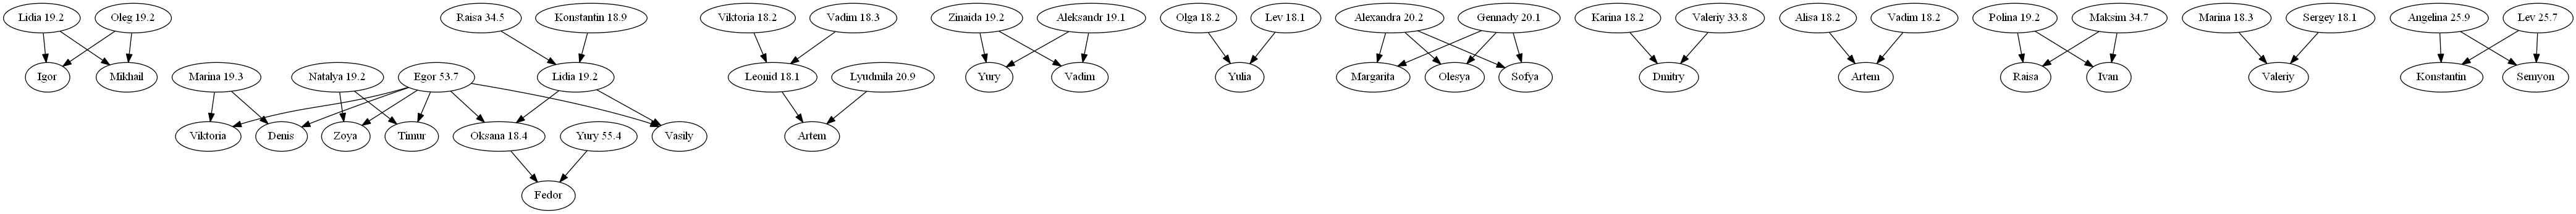 Lidia 19.2
Oleg 19.2
Raisa 34.5
Konstantin 18.9
Viktoria 18.2
Vadim 18.3
Zinaida 19.2
Aleksandr 19.1
Olga 18.2
Lev 18.1
Alexandra 20.2
Gennady 20.1
Karina 18.2
Valeriy 33.8
Alisa 18.2
Vadim 18.2
Polina 19.2
Maksim 34.7
Marina 18.3
Sergey 18.1
Angelina 25.9
Lev 25.7
Igor
Mikhail
Marina 19.3
Natalya 19.2
Egor 53.7
Lidia 19.2
Leonid 18.1
Lyudmila 20.9
Yury
Vadim
Yulia
Margarita
Olesya
Sofya
Dmitry
Artem
Raisa
Ivan
Valeriy
Konstantin
Semyon
Viktoria
Denis
Zoya
Timur
Oksana 18.4
Yury 55.4
Vasily
Artem
Fedor